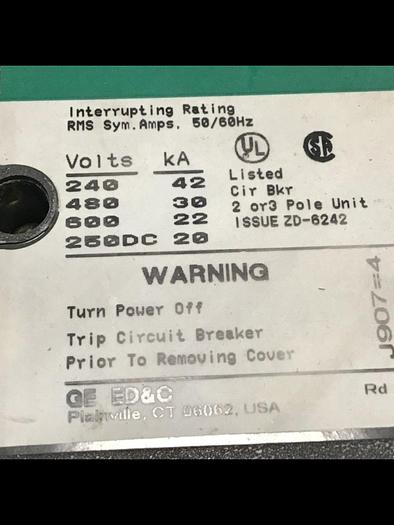 Interrupting Rating
RMS Sym.Amps, 50/60Hz
Volts kA
240 42
480 30
600 22
250DC 20
UL
SA
Listed
Cir Bkr
2 or3 Pole Unit
ISSUE ZD-6242
WARNING
Turn Power Off
Trip Circuit Breaker
Prior To Removing Cover
J907=4
GE ED&C
Plainville, CT 06062, USA
Rd